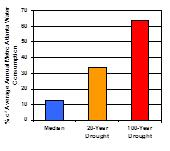 % of Average Annual Metro Atlanta Water
Consumption
70
60
50
40
30
20
10
0
Median
20-Year
Drought
100-Year
Drought